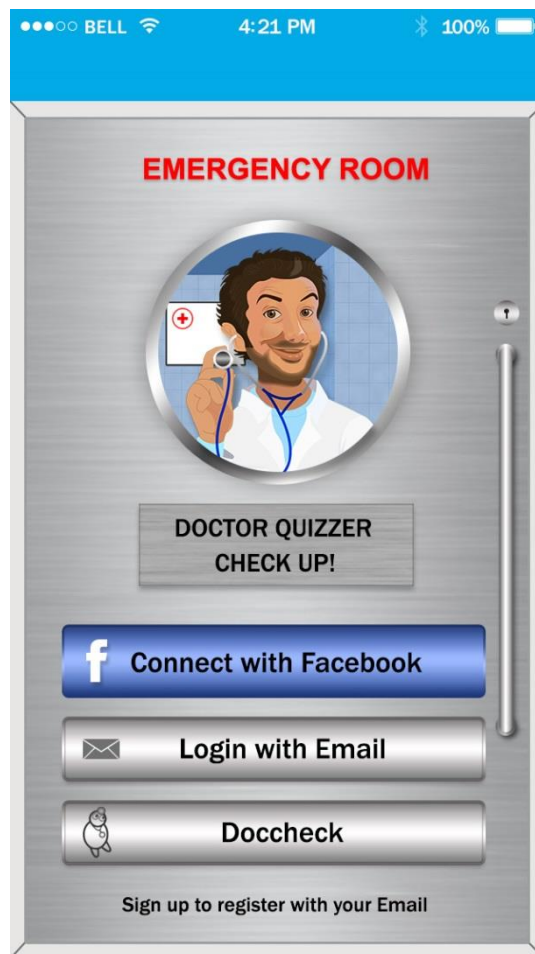 BELL 4:21 PM 100%
EMERGENCY ROOM
DOCTOR QUIZZER
CHECK UP!
f Connect with Facebook
Login with Email
Doccheck
Sign up to register with your Email